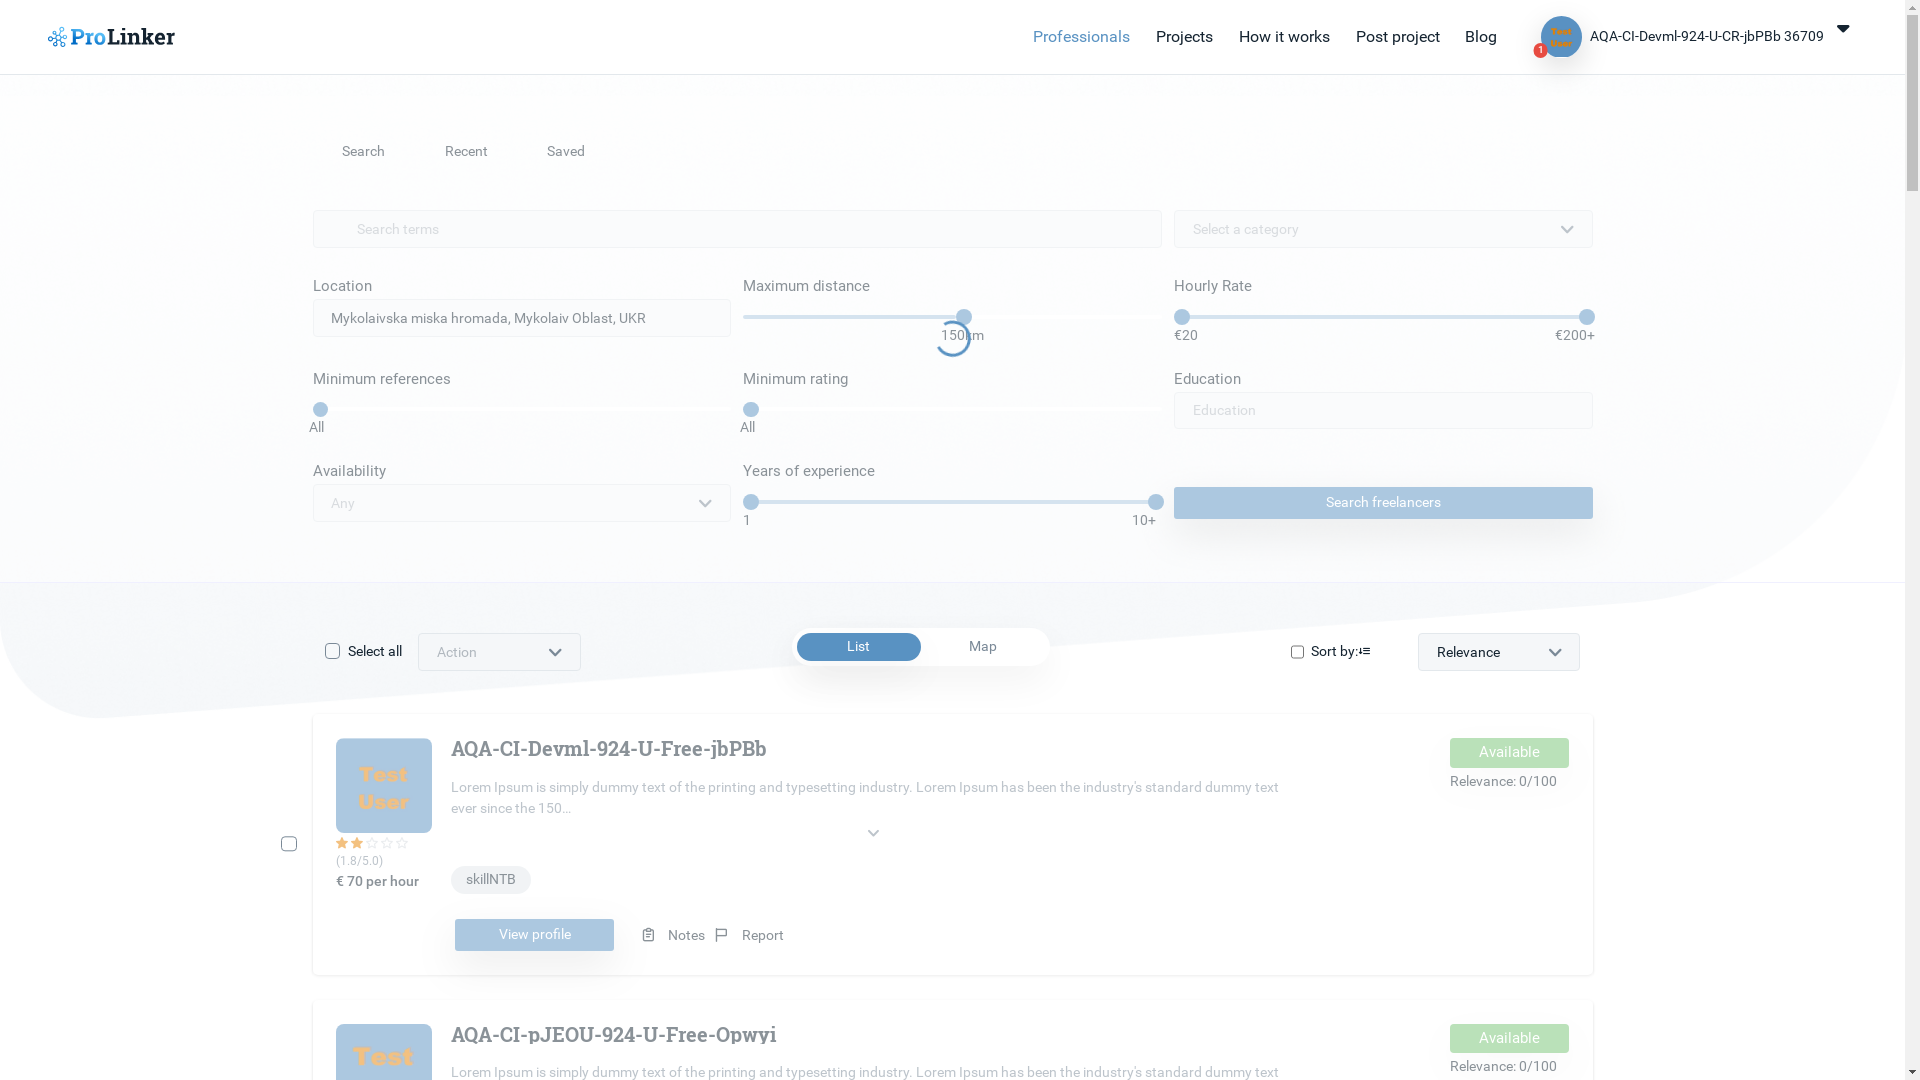 ProLinker
Professionals
Projects
How it works
Post project
Blog
Test
User
1
AQA-CI-Devml-924-U-CR-jbPBb 36709
Search
Recent
Saved
Search terms
Select a category
Location
Maximum distance
Hourly Rate
Mykolaivska miska hromada, Mykolaiv Oblast, UKR
150km
€20
€200+
Minimum references
Minimum rating
Education
All
All
Education
Availability
Years of experience
Any
1
10+
Search freelancers
Select all
Action
List
Map
Sort by:
Relevance
Test
User
AQA-CI-Devml-924-U-Free-jbPBb
Available
Relevance: 0/100
Lorem Ipsum is simply dummy text of the printing and typesetting industry. Lorem Ipsum has been the industry's standard dummy text
ever since the 150...
(1.8/5.0)
€ 70 per hour
skillNTB
View profile
Notes
Report
Test
AQA-CI-pJEOU-924-U-Free-Opwyi
Available
Relevance: 0/100
Lorem Ipsum is simply dummy text of the printing and typesetting industry. Lorem Ipsum has been the industry's standard dummy text